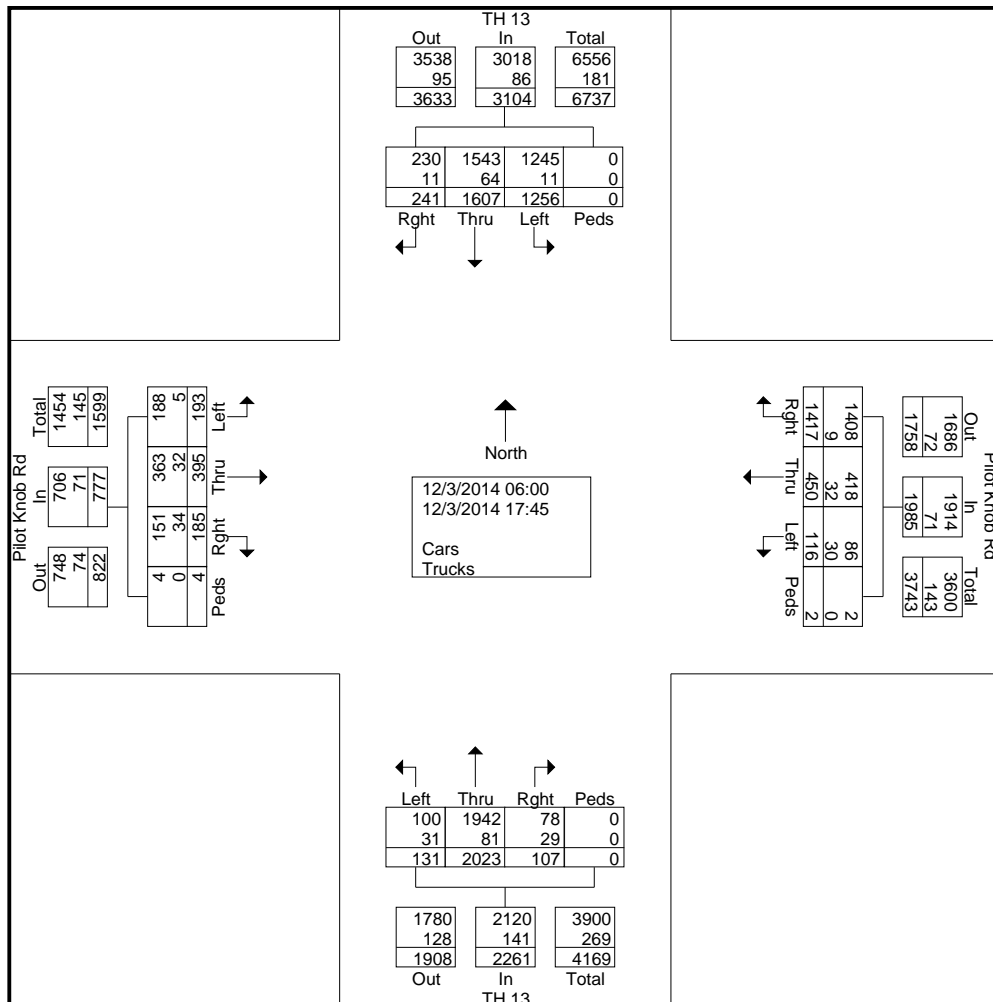 TH 13
Out In Total
3538 3018 6556
95 86 181
3633 3104 6737
230 1543 1245 0
11 64 11 0
241 1607 1256 0
Rght Thru Left Peds
Pilot Knob Rd
Total In Out
1454 706 748
145 71 74
1599 777 822
188 363 151 4
5 32 34 0
193 395 185 4
Left Thru Rght Peds
North
12/3/2014 06:00
12/3/2014 17:45
Cars
Trucks
Rght Thru Left Peds
1408 418 86 2
9 32 30 0
1417 450 116 2
Pilot Knob Rd
Out In Total
1686 1914 3600
72 71 143
1758 1985 3743
Left Thru Rght Peds
100 1942 78 0
31 81 29 0
131 2023 107 0
1780 2120 3900
128 141 269
1908 2261 4169
Out In Total
TH 13